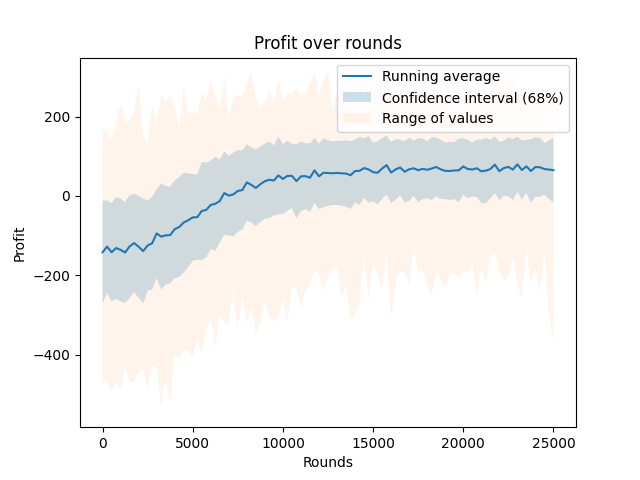 Profit over rounds
Running average
Confidence interval (68%)
Range of values
200
0
−200
−400
Profit
0
5000
10000
15000
20000
25000
Rounds